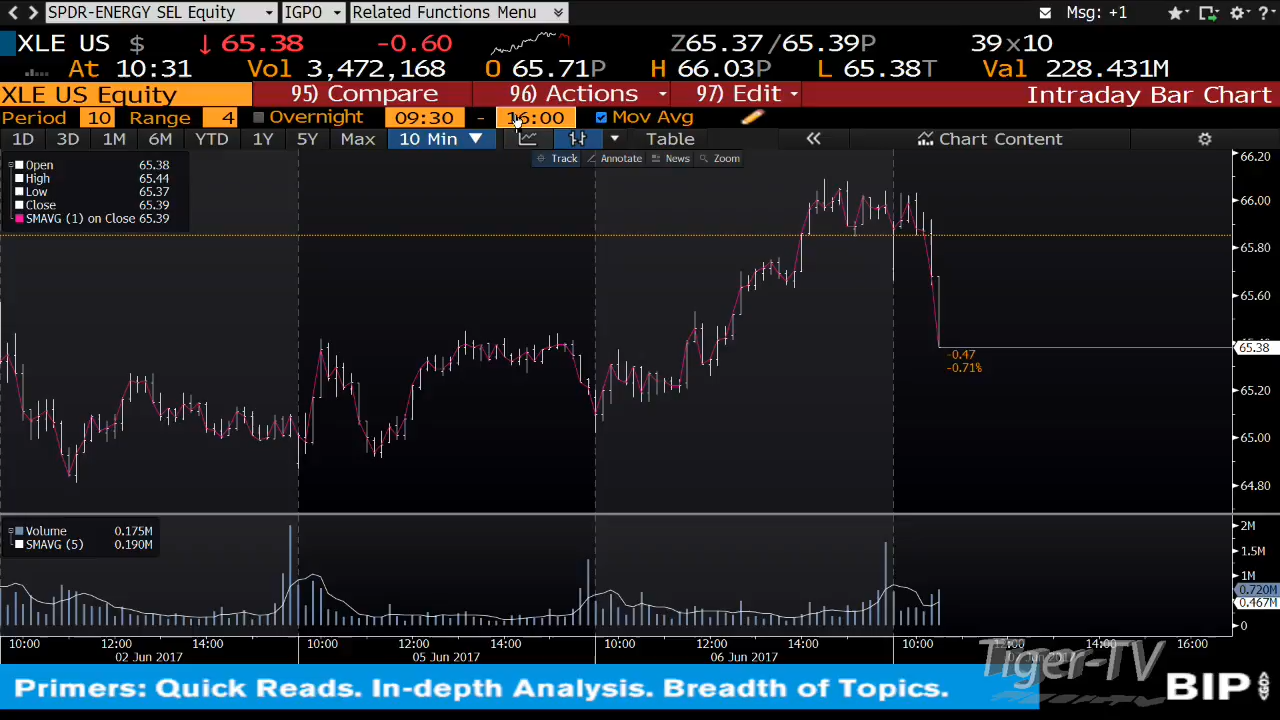 SPDR-ENERGY SEL Equity IGPO Related Functions Menu Msg: +1
XLE US $ ↓ 65.38 -0.60 Z65.37 /65.39P 39x10
At 10:31 Vol 3,472,168 O 65.71P H 66.03P L 65.38T Val 228.431M
XLE US Equity 95) Compare 96) Actions 97) Edit Intraday Bar Chart
Period 10 Range 4 Overnight 09:30 - 16:00 Mov Avg
1D 3D 1M 6M YTD 1Y 5Y Max 10 Min ▼ Table « Chart Content
Track Annotate News Zoom
Open 65.38
High 65.44
Low 65.37
Close 65.39
SMAVG (1) on Close 65.39
66.20
66.00
65.80
65.60
65.38
65.20
65.00
64.80
-0.47
-0.71%
Volume 0.175M
SMAVG (5) 0.190M
2M
1.5M
1M
0.720M
0.467M
0
10:00 12:00 14:00 10:00 12:00 14:00 10:00 12:00 14:00 10:00 12:00 14:00 16:00
02 Jun 2017 05 Jun 2017 06 Jun 2017
Tiger-TV
Primers: Quick Reads. In-depth Analysis. Breadth of Topics.
BIP GO